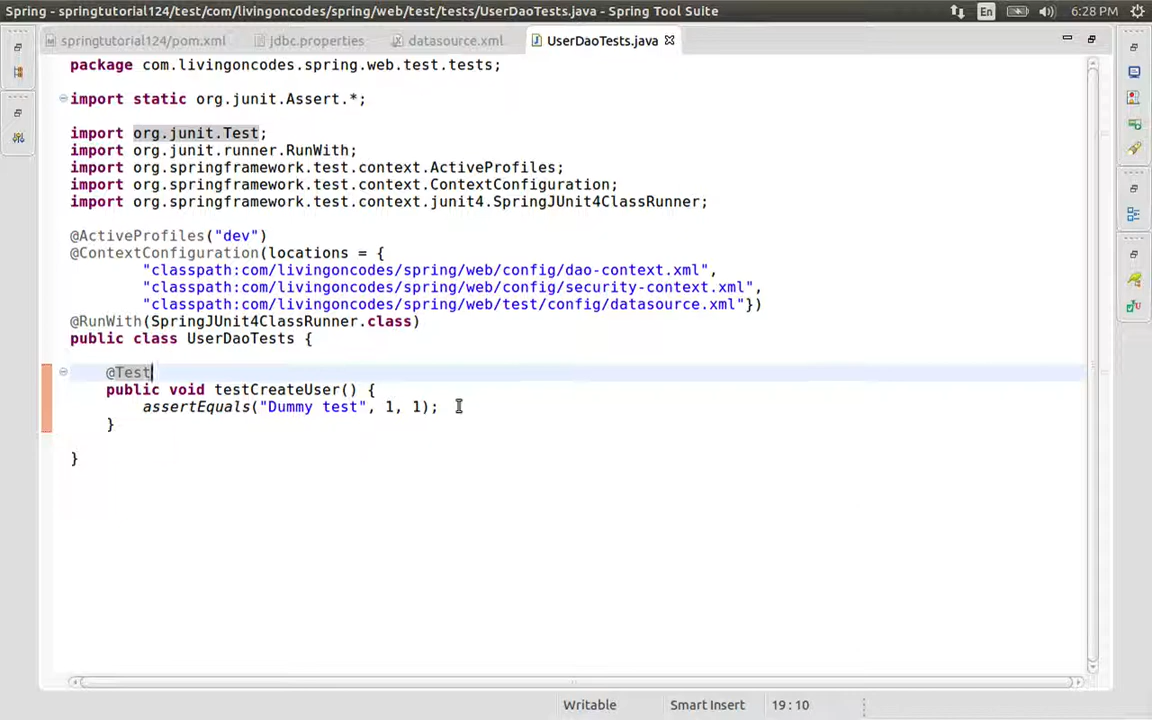 Spring - springtutorial124/test/com/livingoncodes/spring/web/test/tests/UserDaoTests.java - Spring Tool Suite
En
6:28 PM
springtutorial124/pom.xml
jdbc.properties
datasource.xml
UserDaoTests.java
package com.livingoncodes.spring.web.test.tests;
import static org.junit.Assert.*;
import org.junit.Test;
import org.junit.runner.RunWith;
import org.springframework.test.context.ActiveProfiles;
import org.springframework.test.context.ContextConfiguration;
import org.springframework.test.context.junit4.SpringJUnit4ClassRunner;
@ActiveProfiles("dev")
@ContextConfiguration(locations = {
"classpath:com/livingoncodes/spring/web/config/dao-context.xml",
"classpath:com/livingoncodes/spring/web/config/security-context.xml",
"classpath:com/livingoncodes/spring/web/test/config/datasource.xml"})
@RunWith(SpringJUnit4ClassRunner.class)
public class UserDaoTests {
@Test
public void testCreateUser() {
assertEquals("Dummy test", 1, 1);
}
}
Writable
Smart Insert
19 : 10